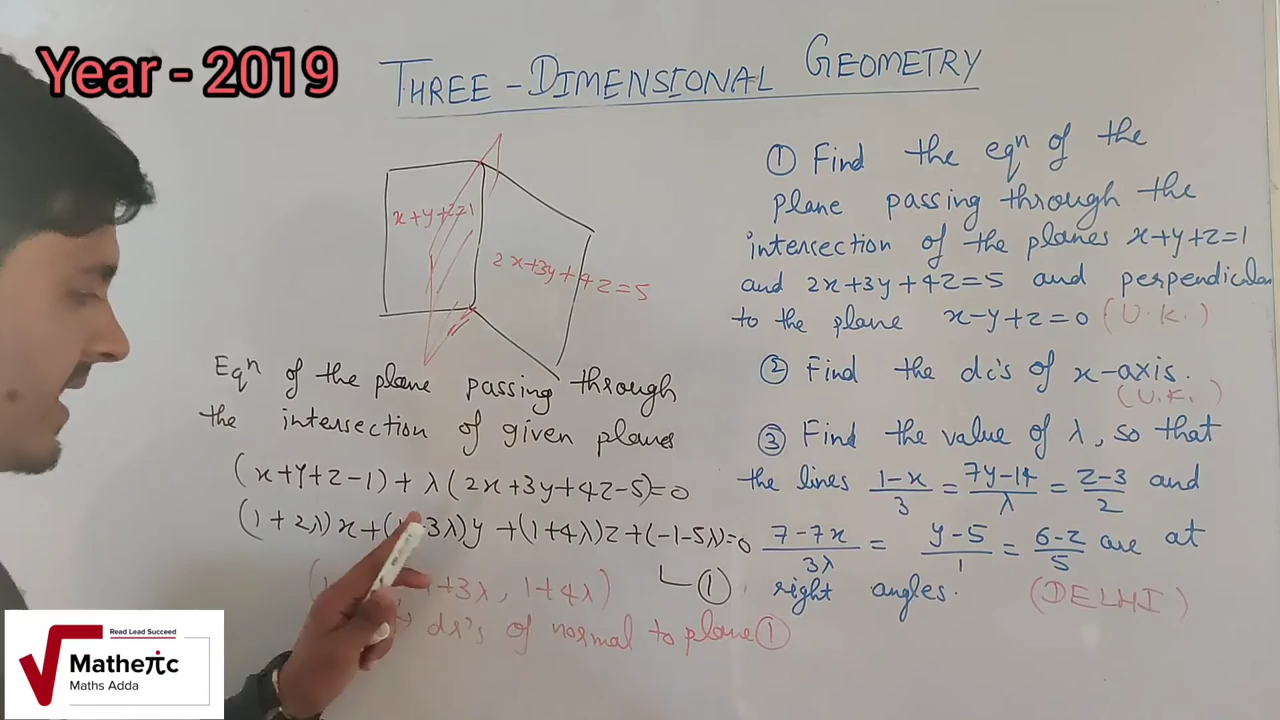 Year - 2019
THREE-DIMENSIONAL GEOMETRY
x+y+z=1
2x+3y+4z=5
Eqⁿ of the plane passing through
the intersection of given planes
(x+y+z-1)+λ(2x+3y+4z-5)=0
(1+2λ)x+(1+3λ)y+(1+4λ)z+(-1-5λ)=0
①
+3λ, 1+4λ)
→ dr's of normal to plane ①
① Find the eqⁿ of the
plane passing through the
intersection of the planes x+y+z=1
and 2x+3y+4z=5 and perpendicular
to the plane x-y+z=0 (U.K.)
② Find the dc's of x-axis.
(U.K.)
③ Find the value of λ, so that
the lines (1-x)/3 = (7y-14)/λ = (z-3)/2 and
(7-7x)/3λ = (y-5)/1 = (6-z)/5 are at
right angles. (DELHI)
Read Lead Succeed
Matheπc
Maths Adda